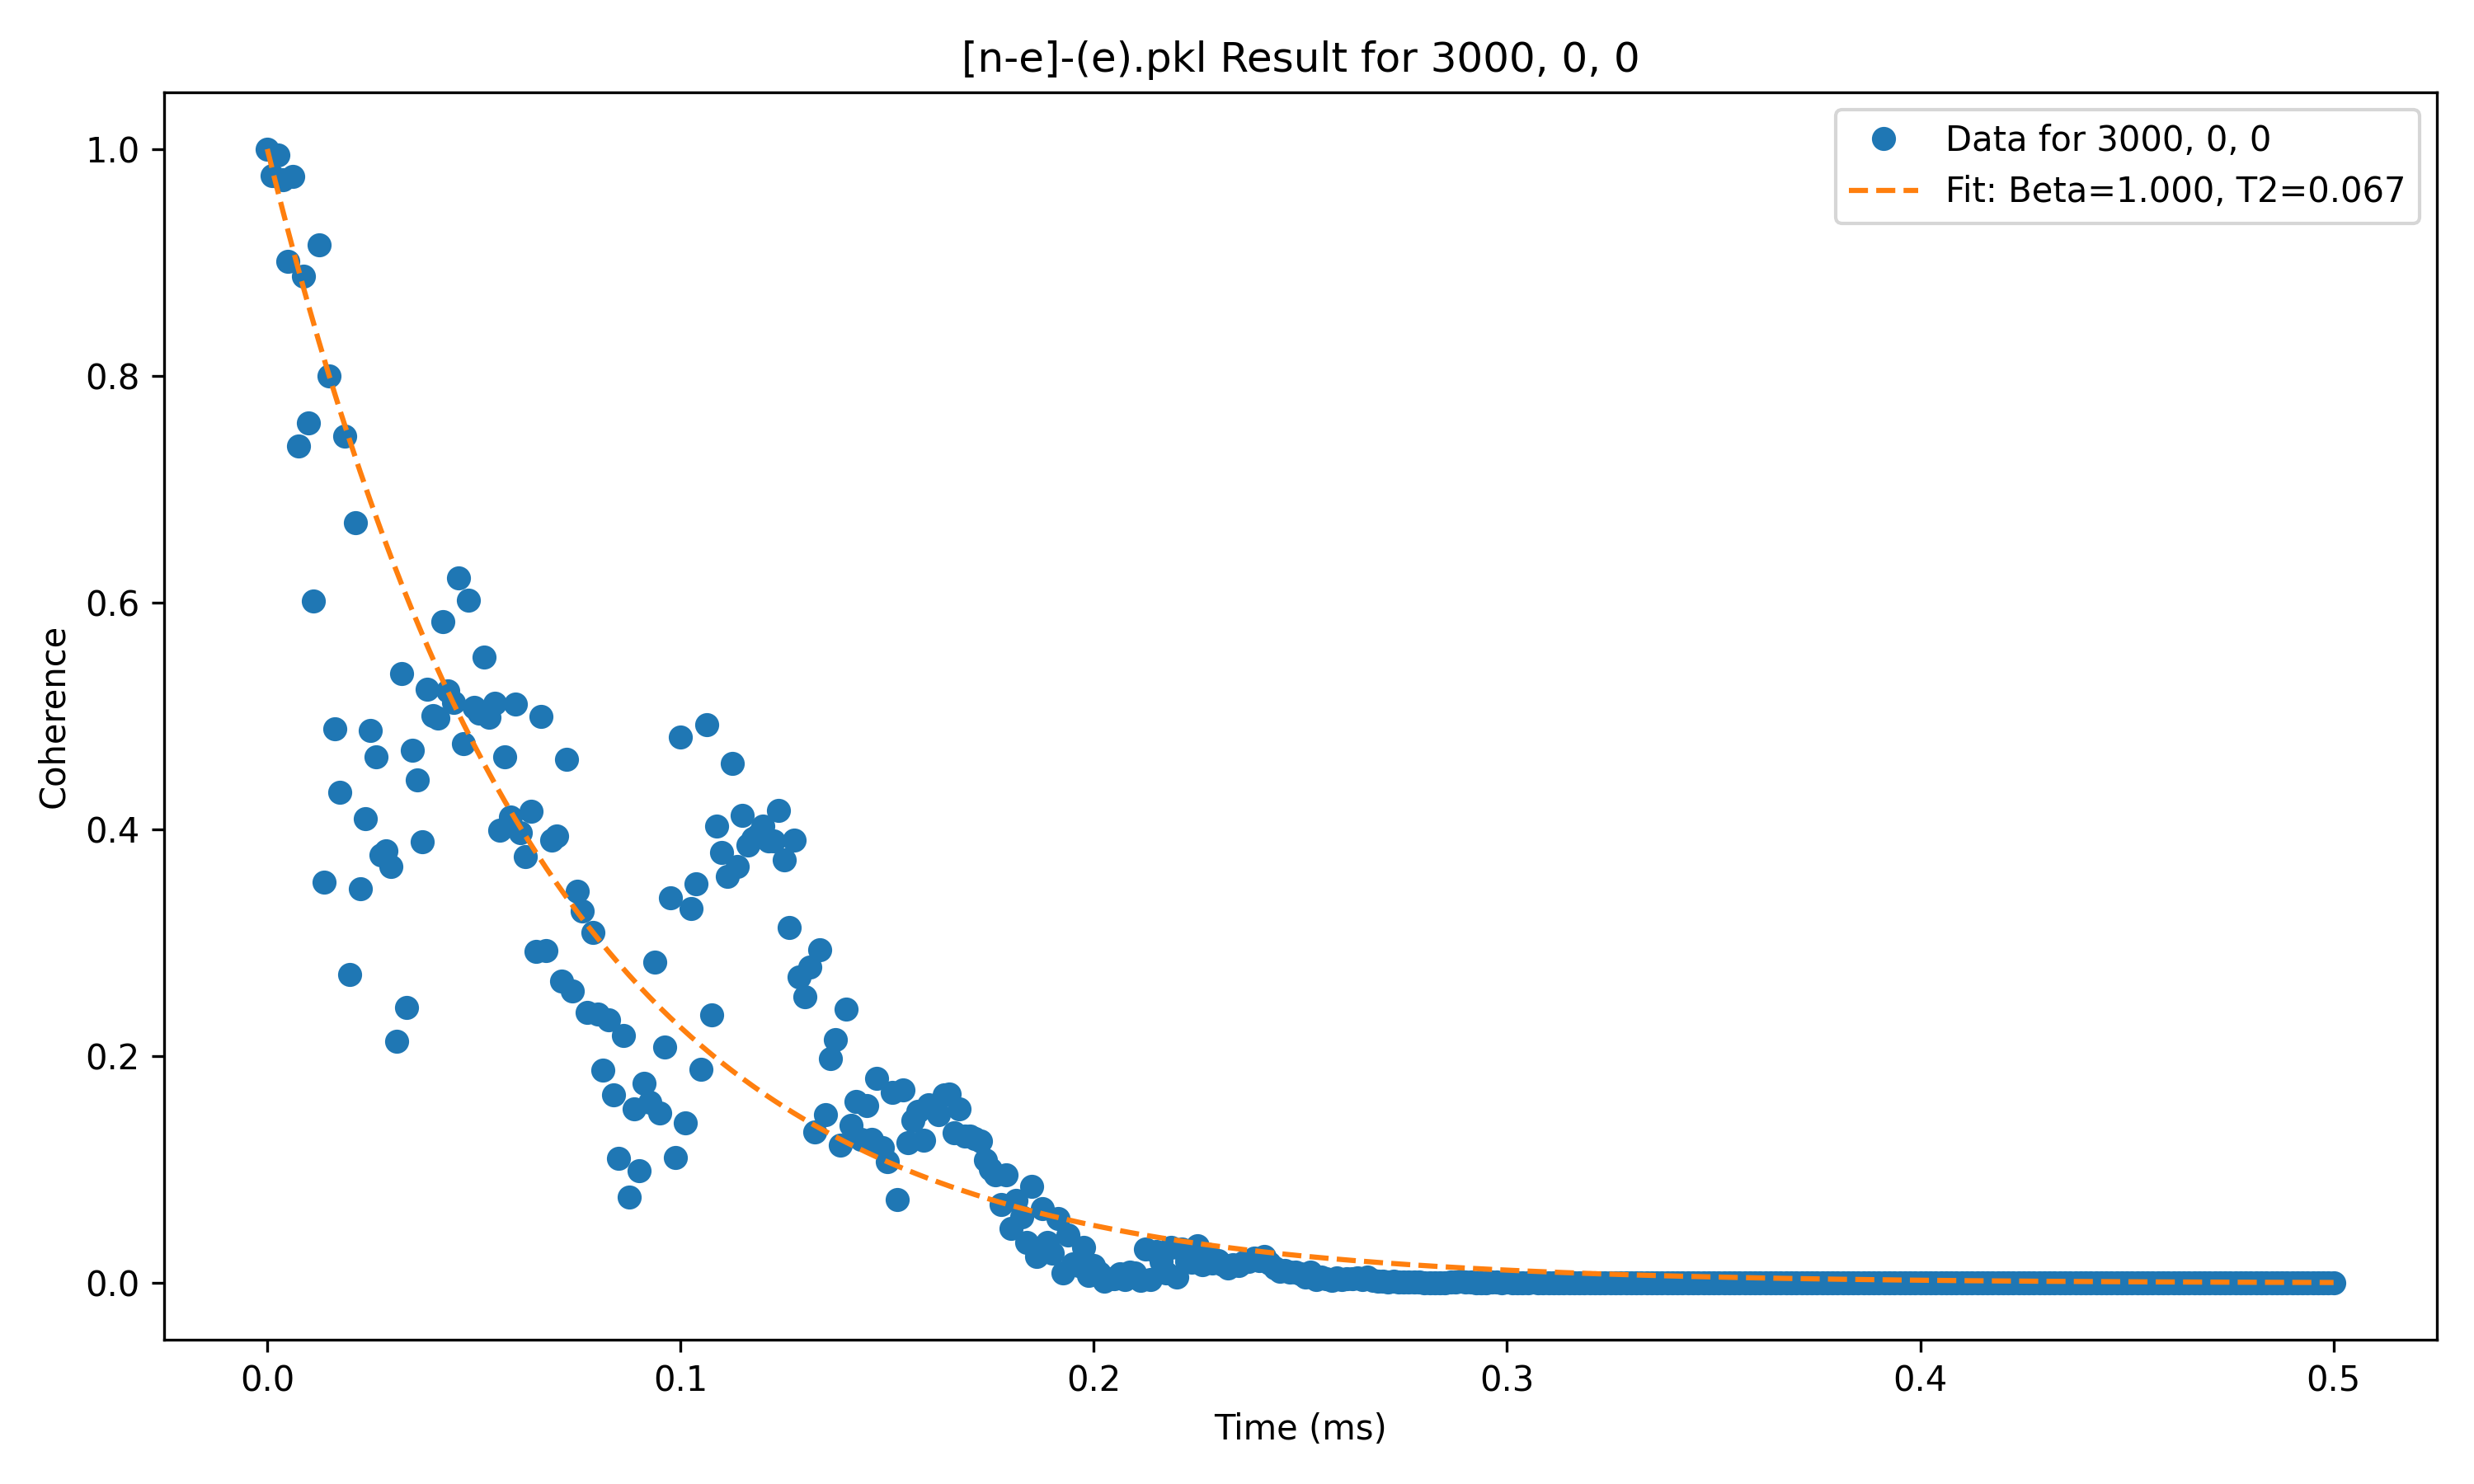 [n-e]-(e).pkl Result for 3000, 0, 0
Data for 3000, 0, 0
Fit: Beta=1.000, T2=0.067
Coherence
1.0
0.8
0.6
0.4
0.2
0.0
0.0 0.1 0.2 0.3 0.4 0.5
Time (ms)